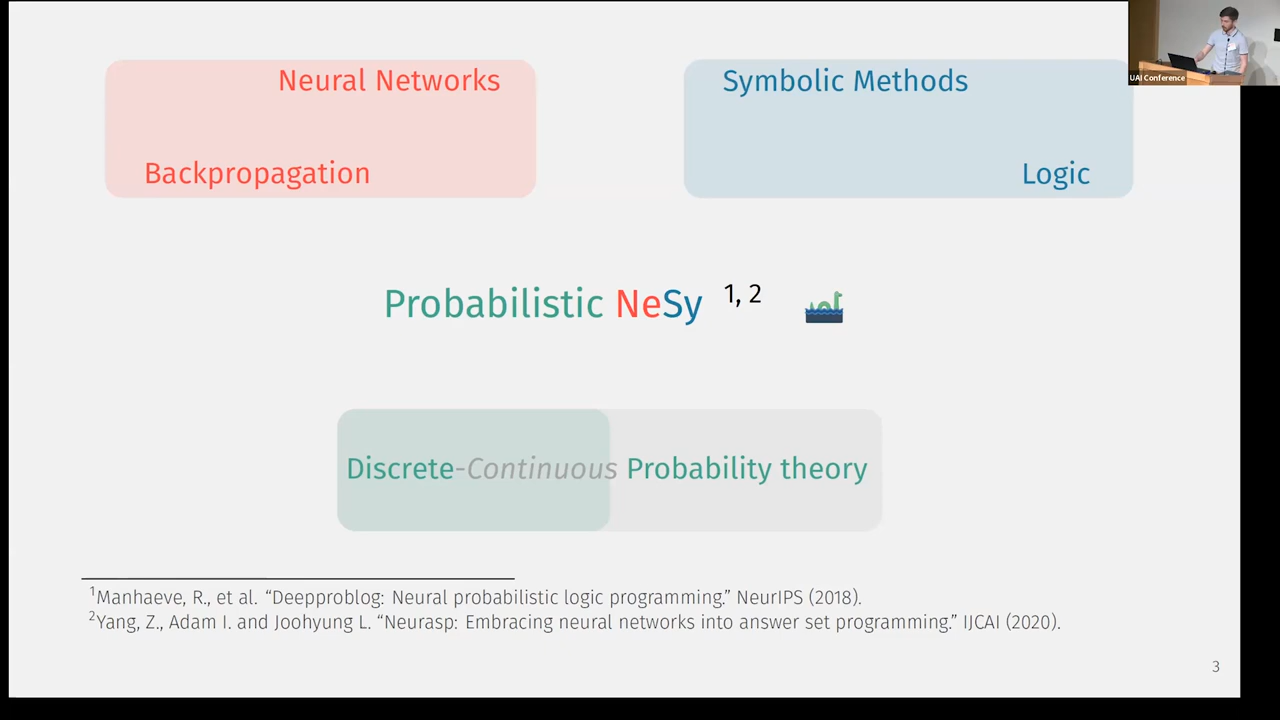 Neural Networks
Backpropagation
Symbolic Methods
Logic
UAI Conference
Probabilistic NeSy 1, 2
Discrete-Continuous Probability theory
1Manhaeve, R., et al. “Deepproblog: Neural probabilistic logic programming.” NeurIPS (2018).
2Yang, Z., Adam I. and Joohyung L. “Neurasp: Embracing neural networks into answer set programming.” IJCAI (2020).
3